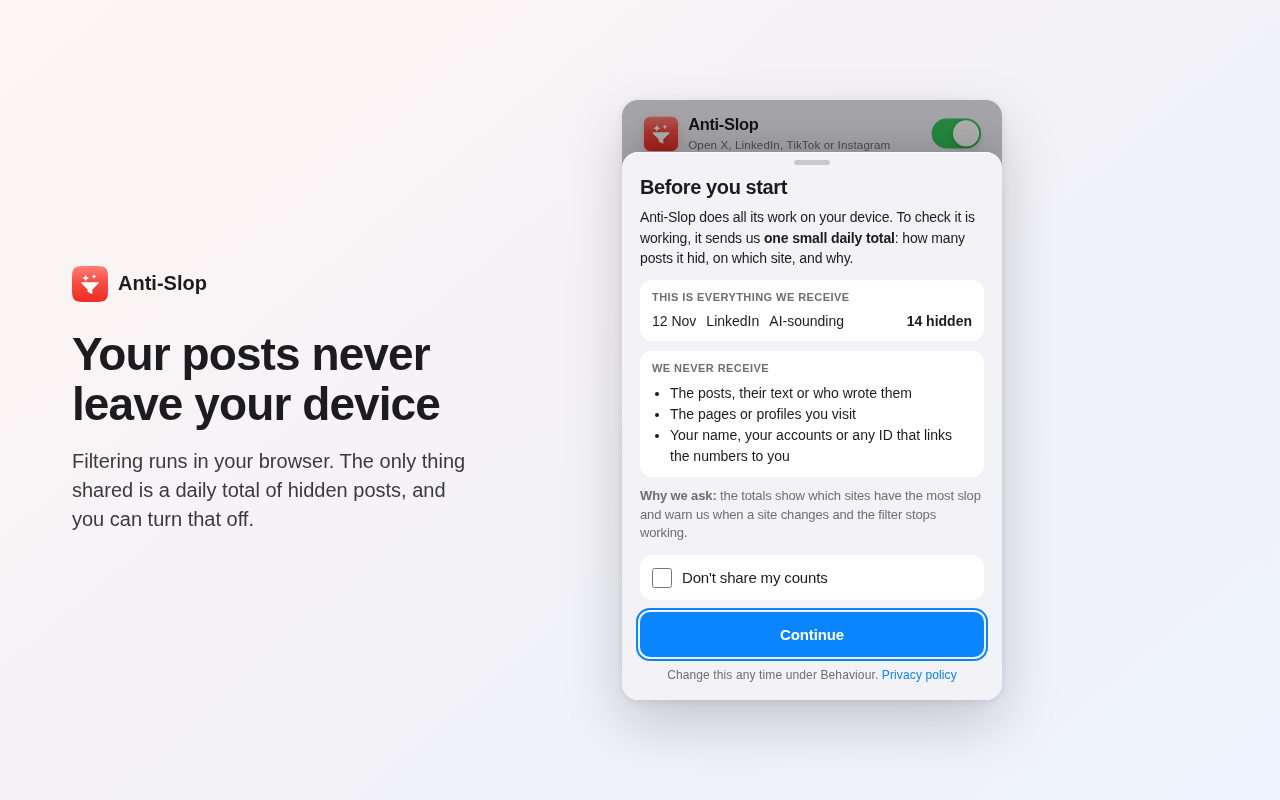 Anti-Slop
Your posts never
leave your device
Filtering runs in your browser. The only thing
shared is a daily total of hidden posts, and
you can turn that off.
Anti-Slop
Open X, LinkedIn, TikTok or Instagram
Before you start
Anti-Slop does all its work on your device. To check it is
working, it sends us one small daily total: how many
posts it hid, on which site, and why.
THIS IS EVERYTHING WE RECEIVE
12 Nov LinkedIn AI-sounding 14 hidden
WE NEVER RECEIVE
• The posts, their text or who wrote them
• The pages or profiles you visit
• Your name, your accounts or any ID that links
the numbers to you
Why we ask: the totals show which sites have the most slop
and warn us when a site changes and the filter stops
working.
Don't share my counts
Continue
Change this any time under Behaviour. Privacy policy